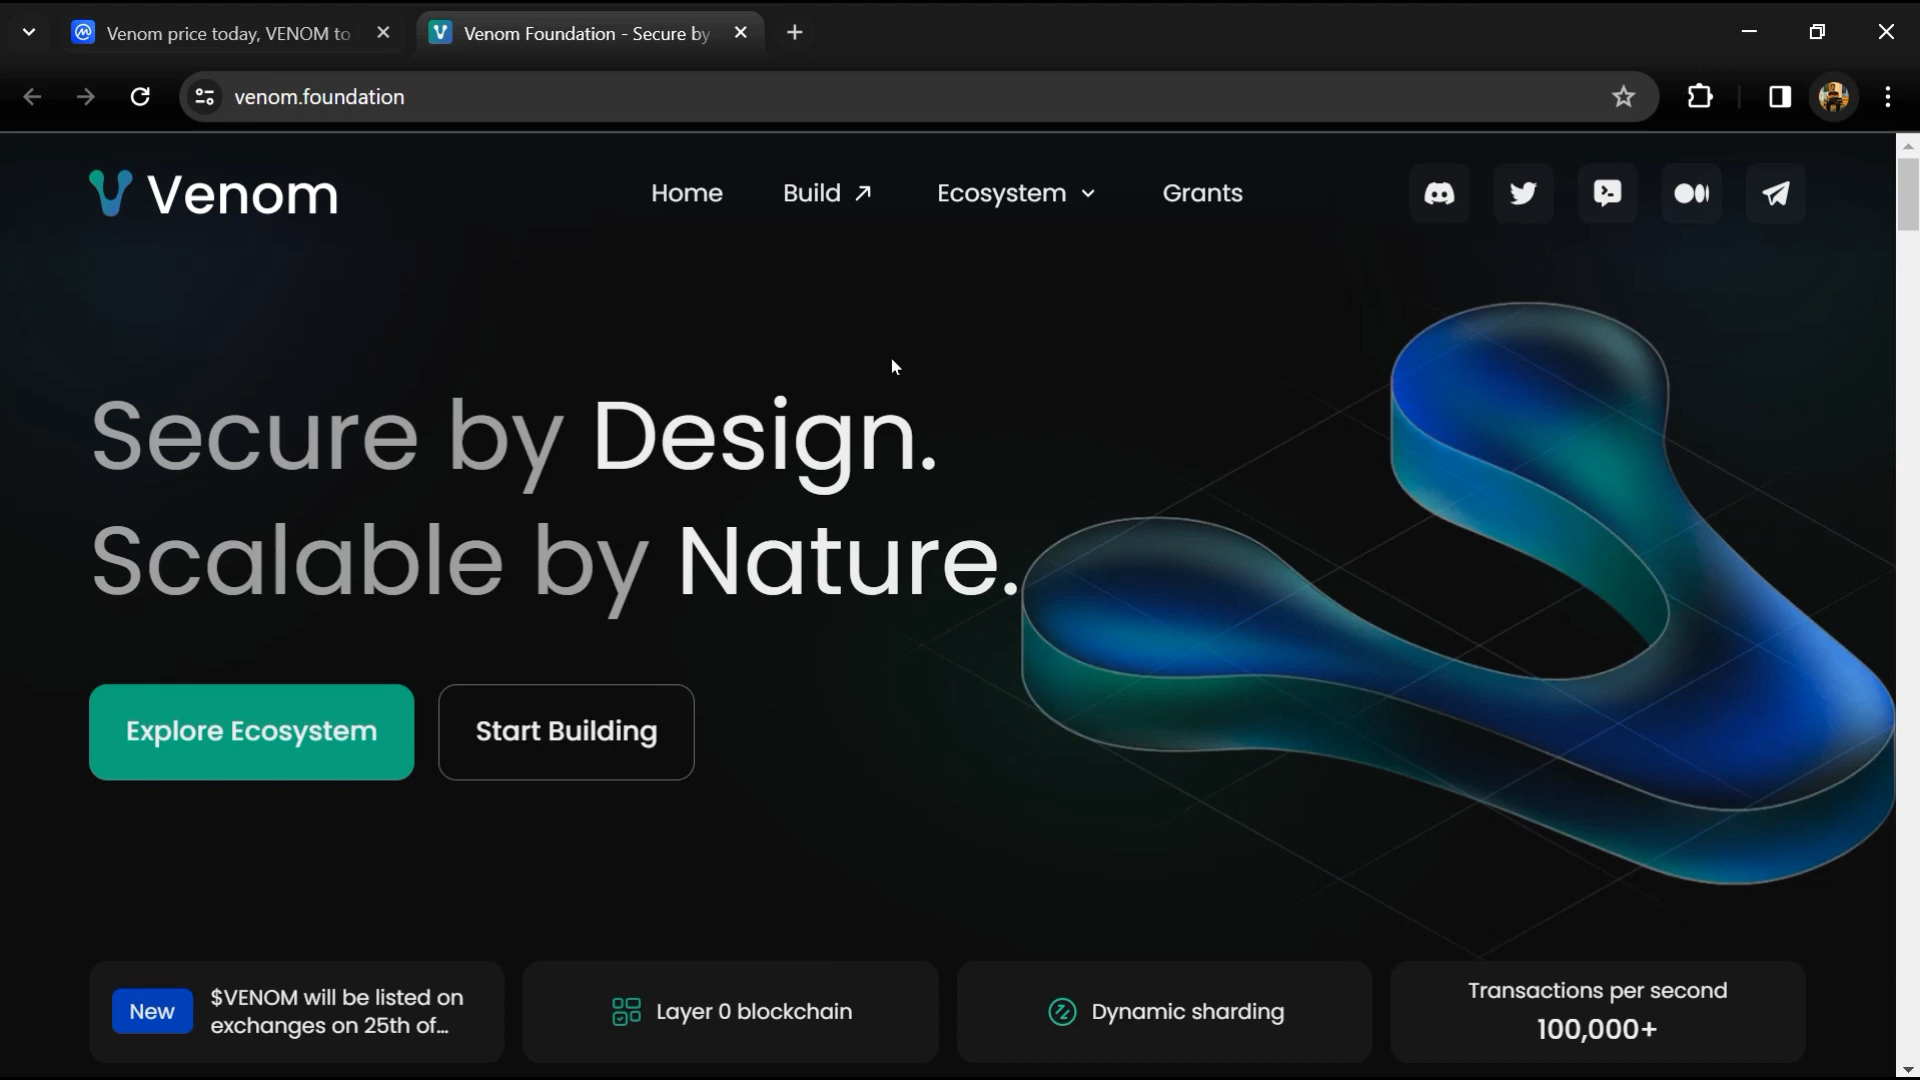 Venom price today, VENOM to
Venom Foundation - Secure by
venom.foundation
Venom
Home
Build
Ecosystem
Grants
Secure by Design.
Scalable by Nature.
Explore Ecosystem
Start Building
New
$VENOM will be listed on
exchanges on 25th of...
Layer 0 blockchain
Dynamic sharding
Transactions per second
100,000+